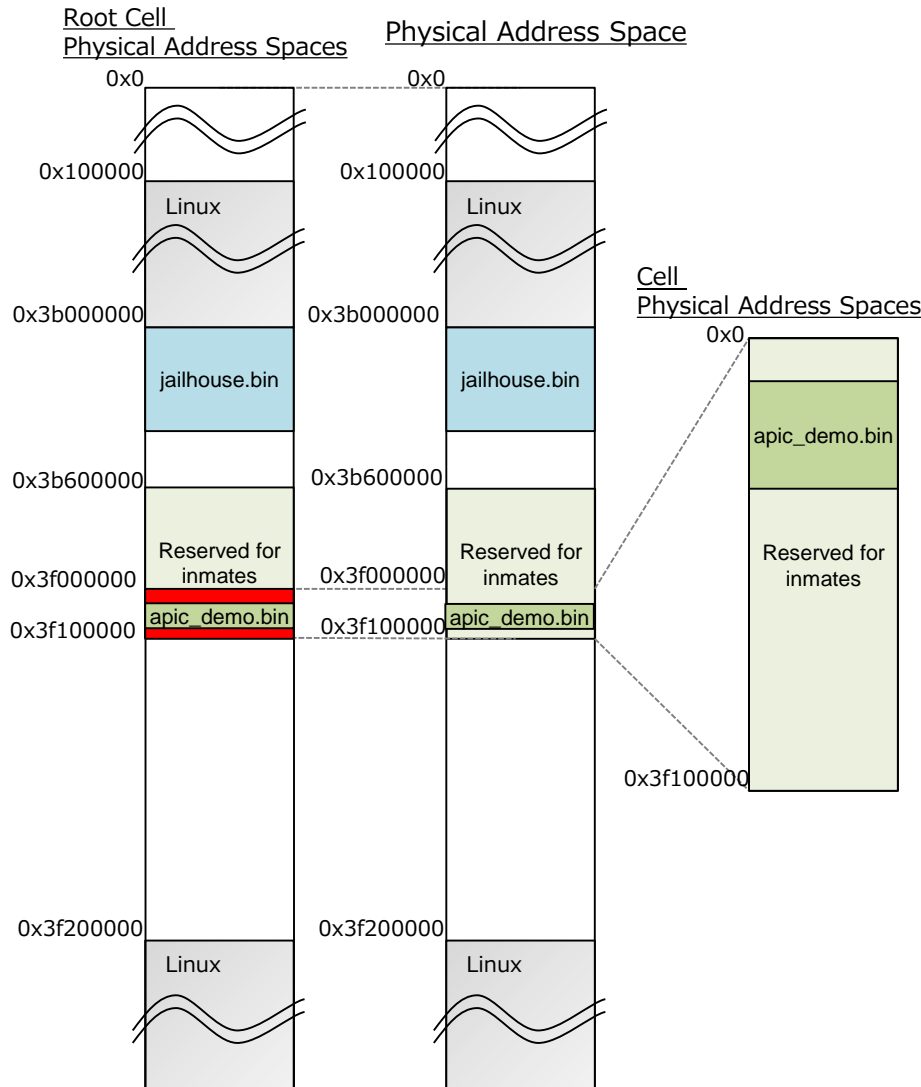 Root Cell
Physical Address Spaces
0x0
0x100000
Linux
0x3b000000
jailhouse.bin
0x3b600000
Reserved for
inmates
0x3f000000
apic_demo.bin
0x3f100000
0x3f200000
Linux
Physical Address Space
0x0
0x100000
Linux
0x3b000000
jailhouse.bin
0x3b600000
Reserved for
inmates
0x3f000000
apic_demo.bin
0x3f100000
0x3f200000
Linux
Cell
Physical Address Spaces
0x0
apic_demo.bin
Reserved for
inmates
0x3f100000